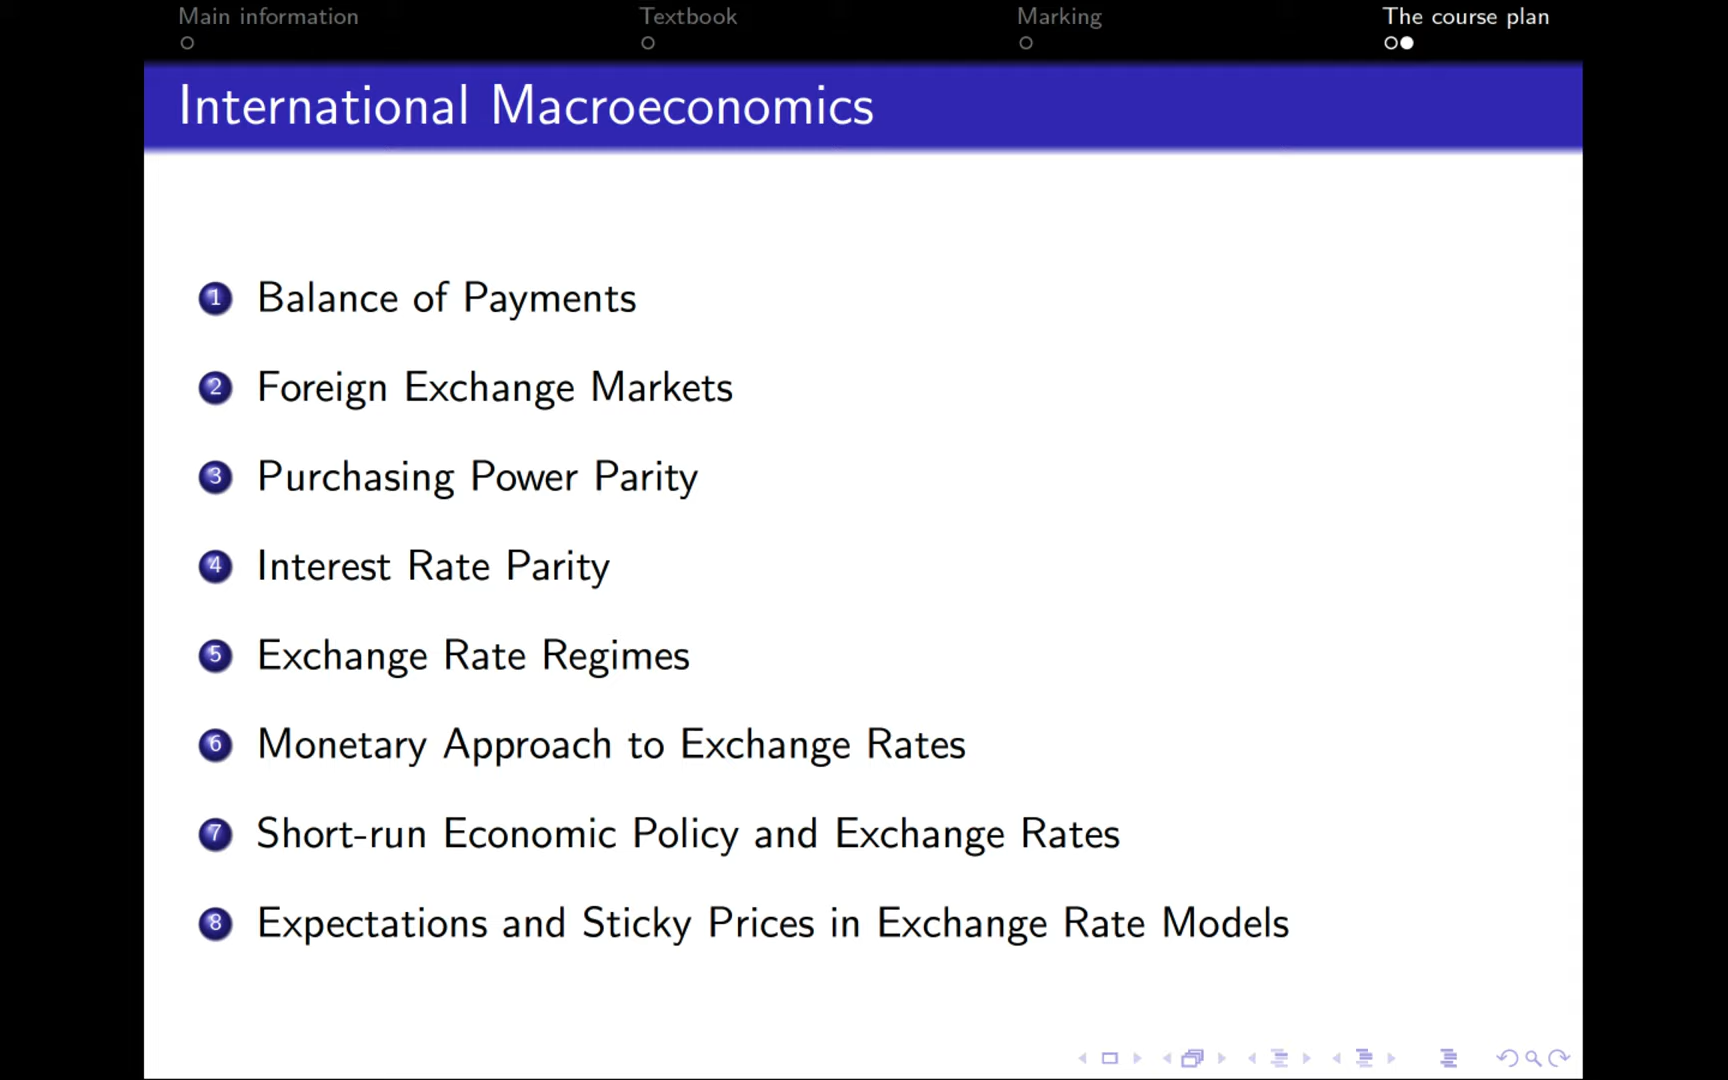 Main information Textbook Marking The course plan
International Macroeconomics
1 Balance of Payments
2 Foreign Exchange Markets
3 Purchasing Power Parity
4 Interest Rate Parity
5 Exchange Rate Regimes
6 Monetary Approach to Exchange Rates
7 Short-run Economic Policy and Exchange Rates
8 Expectations and Sticky Prices in Exchange Rate Models